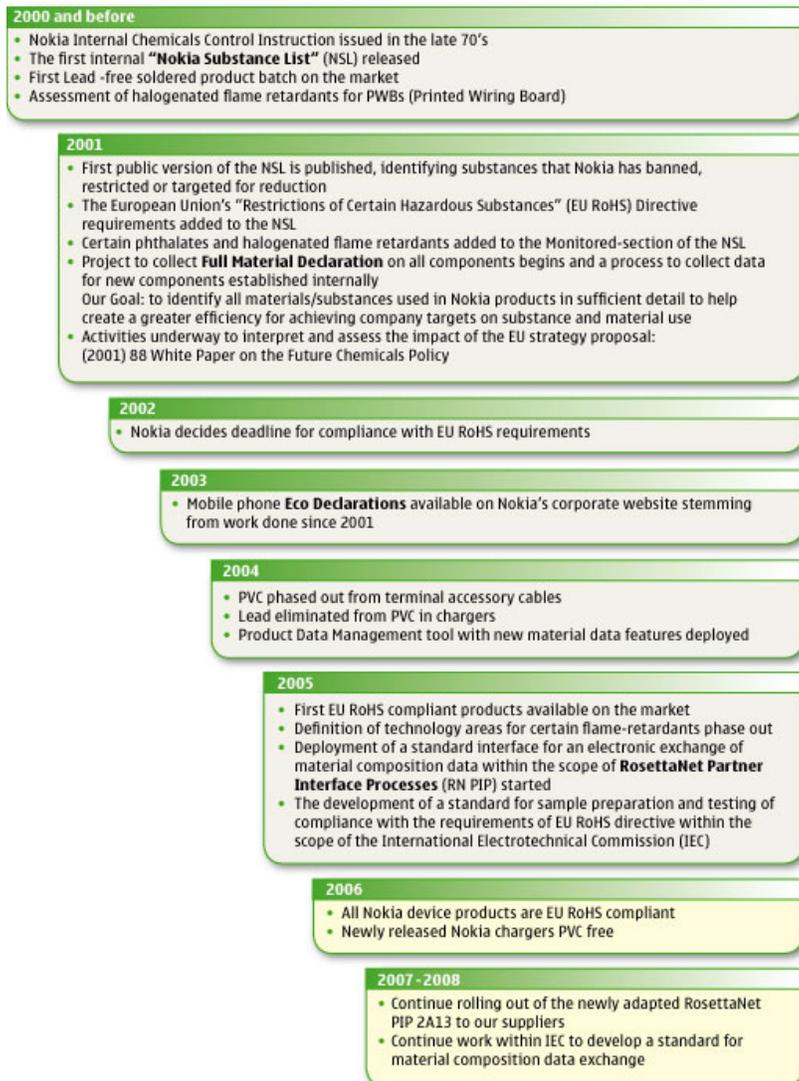 2000 and before
• Nokia Internal Chemicals Control Instruction issued in the late 70's
• The first internal “Nokia Substance List” (NSL) released
• First Lead -free soldered product batch on the market
• Assessment of halogenated flame retardants for PWBs (Printed Wiring Board)
2001
• First public version of the NSL is published, identifying substances that Nokia has banned,
restricted or targeted for reduction
• The European Union's “Restrictions of Certain Hazardous Substances” (EU RoHS) Directive
requirements added to the NSL
• Certain phthalates and halogenated flame retardants added to the Monitored-section of the NSL
• Project to collect Full Material Declaration on all components begins and a process to collect data
for new components established internally
Our Goal: to identify all materials/substances used in Nokia products in sufficient detail to help
create a greater efficiency for achieving company targets on substance and material use
• Activities underway to interpret and assess the impact of the EU strategy proposal:
(2001) 88 White Paper on the Future Chemicals Policy
2002
• Nokia decides deadline for compliance with EU RoHS requirements
2003
• Mobile phone Eco Declarations available on Nokia's corporate website stemming
from work done since 2001
2004
• PVC phased out from terminal accessory cables
• Lead eliminated from PVC in chargers
• Product Data Management tool with new material data features deployed
2005
• First EU RoHS compliant products available on the market
• Definition of technology areas for certain flame-retardants phase out
• Deployment of a standard interface for an electronic exchange of
material composition data within the scope of RosettaNet Partner
Interface Processes (RN PIP) started
• The development of a standard for sample preparation and testing of
compliance with the requirements of EU RoHS directive within the
scope of the International Electrotechnical Commission (IEC)
2006
• All Nokia device products are EU RoHS compliant
• Newly released Nokia chargers PVC free
2007-2008
• Continue rolling out of the newly adapted RosettaNet
PIP 2A13 to our suppliers
• Continue work within IEC to develop a standard for
material composition data exchange